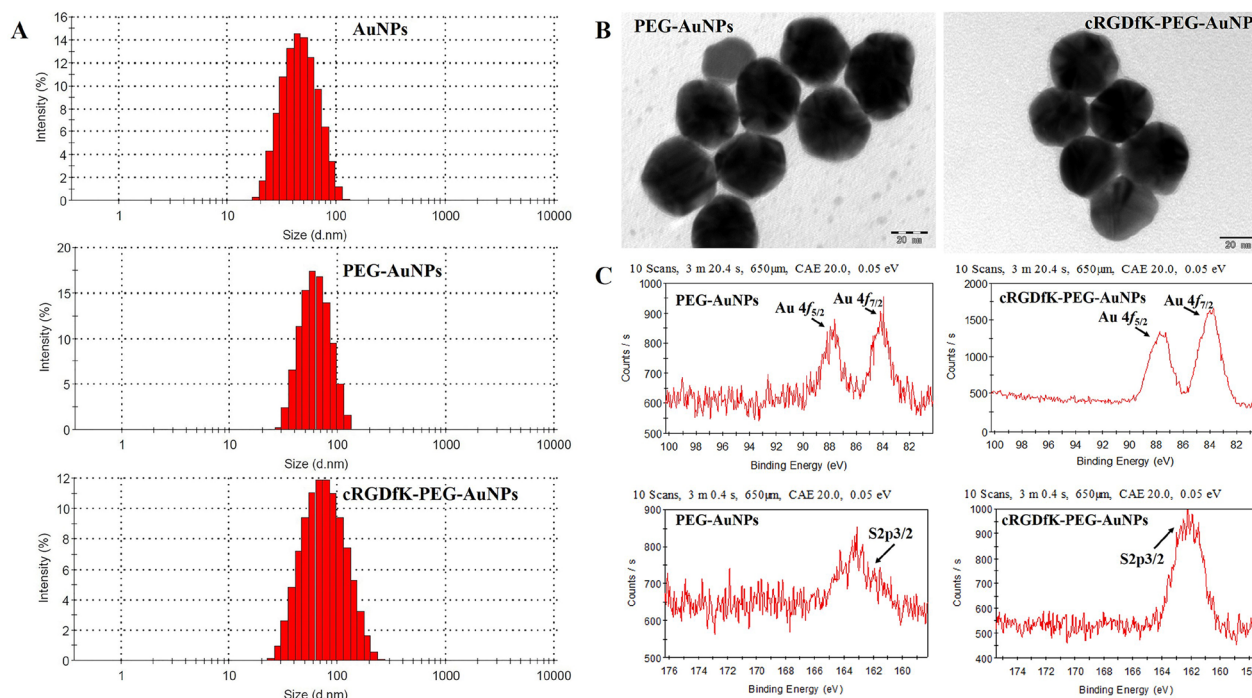 A
AuNPs
Intensity (%)
16
14
12
10
8
6
4
2
0
1
10
100
1000
10000
Size (d.nm)
PEG-AuNPs
Intensity (%)
20
15
10
5
0
1
10
100
1000
10000
Size (d.nm)
cRGDfK-PEG-AuNPs
Intensity (%)
12
10
8
6
4
2
0
1
10
100
1000
10000
Size (d.nm)
B
PEG-AuNPs
20 nm
cRGDfK-PEG-AuNP
20 nm
C
10 Scans, 3 m 20.4 s, 650µm, CAE 20.0, 0.05 eV
PEG-AuNPs
Au 4f5/2
Au 4f7/2
Counts / s
1000
900
800
700
600
500
100 98 96 94 92 90 88 86 84 82
Binding Energy (eV)
10 Scans, 3 m 20.4 s, 650µm, CAE 20.0, 0.05 eV
cRGDfK-PEG-AuNPs
Au 4f5/2
Au 4f7/2
Counts / s
2000
1500
1000
500
0
100 98 96 94 92 90 88 86 84 82
Binding Energy (eV)
10 Scans, 3 m 0.4 s, 650µm, CAE 20.0, 0.05 eV
PEG-AuNPs
S2p3/2
Counts / s
900
800
700
600
500
176 174 172 170 168 166 164 162 160
Binding Energy (eV)
10 Scans, 3 m 0.4 s, 650µm, CAE 20.0, 0.05 eV
cRGDfK-PEG-AuNPs
S2p3/2
Counts / s
1000
900
800
700
600
500
400
174 172 170 168 166 164 162 160
Binding Energy (eV)